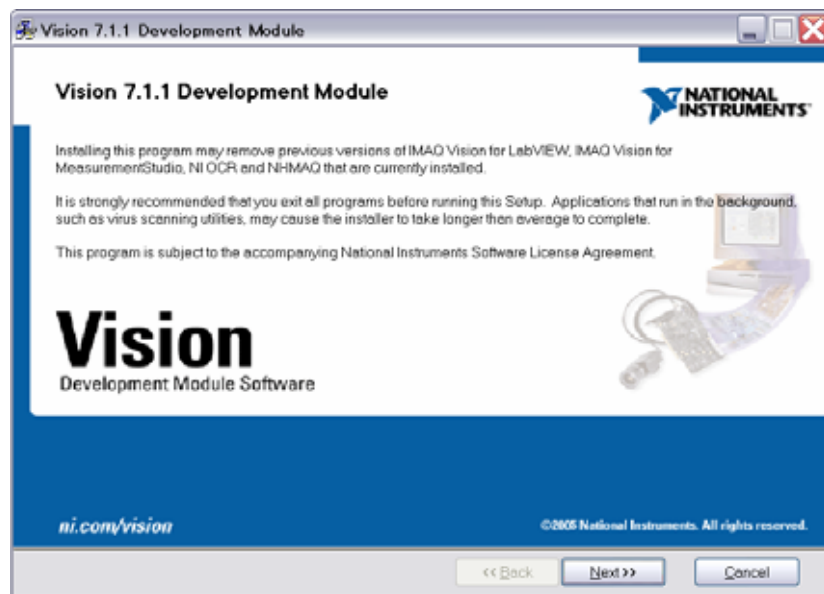 Vision 7.1.1 Development Module
Vision 7.1.1 Development Module
NATIONAL
INSTRUMENTS
Installing this program may remove previous versions of IMAQ Vision for LabVIEW, IMAQ Vision for
MeasurementStudio, NI OCR and NI-IMAQ that are currently installed.
It is strongly recommended that you exit all programs before running this Setup. Applications that run in the background,
such as virus scanning utilities, may cause the installer to take longer than average to complete.
This program is subject to the accompanying National Instruments Software License Agreement.
Vision
Development Module Software
ni.com/vision
©2005 National Instruments. All rights reserved.
<< Back
Next >>
Cancel